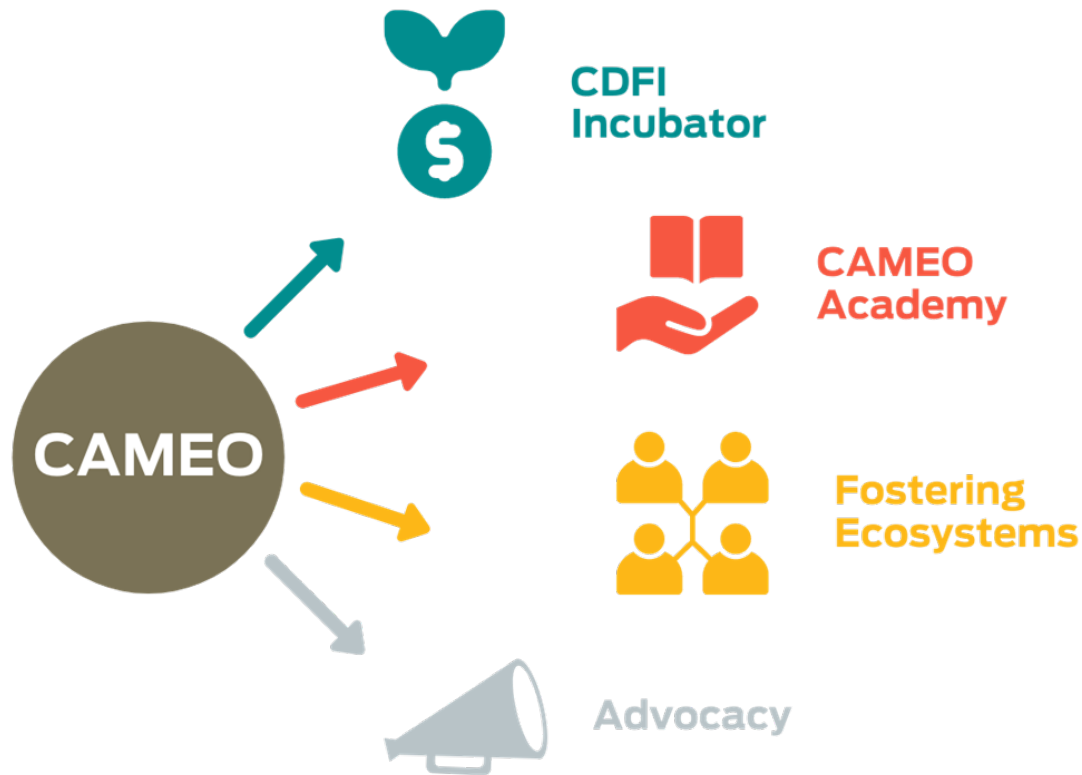 CDFI
Incubator
CAMEO
Academy
CAMEO
Fostering
Ecosystems
Advocacy